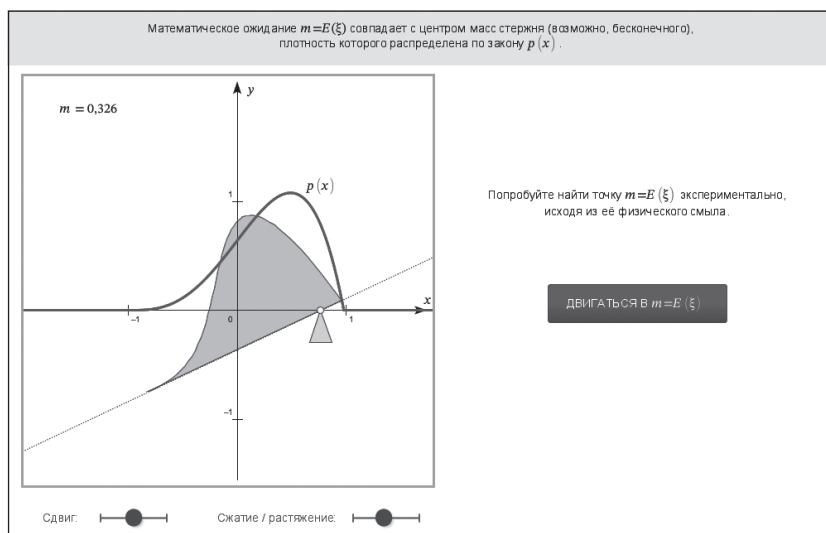 Математическое ожидание m=E(ξ) совпадает с центром масс стержня (возможно, бесконечного),
плотность которого распределена по закону p(x) .
m = 0,326
y
p(x)
1
x
−1
0
1
−1
Попробуйте найти точку m=E(ξ) экспериментально,
исходя из её физического смыла.
ДВИГАТЬСЯ В m=E(ξ)
Сдвиг:
Сжатие / растяжение: